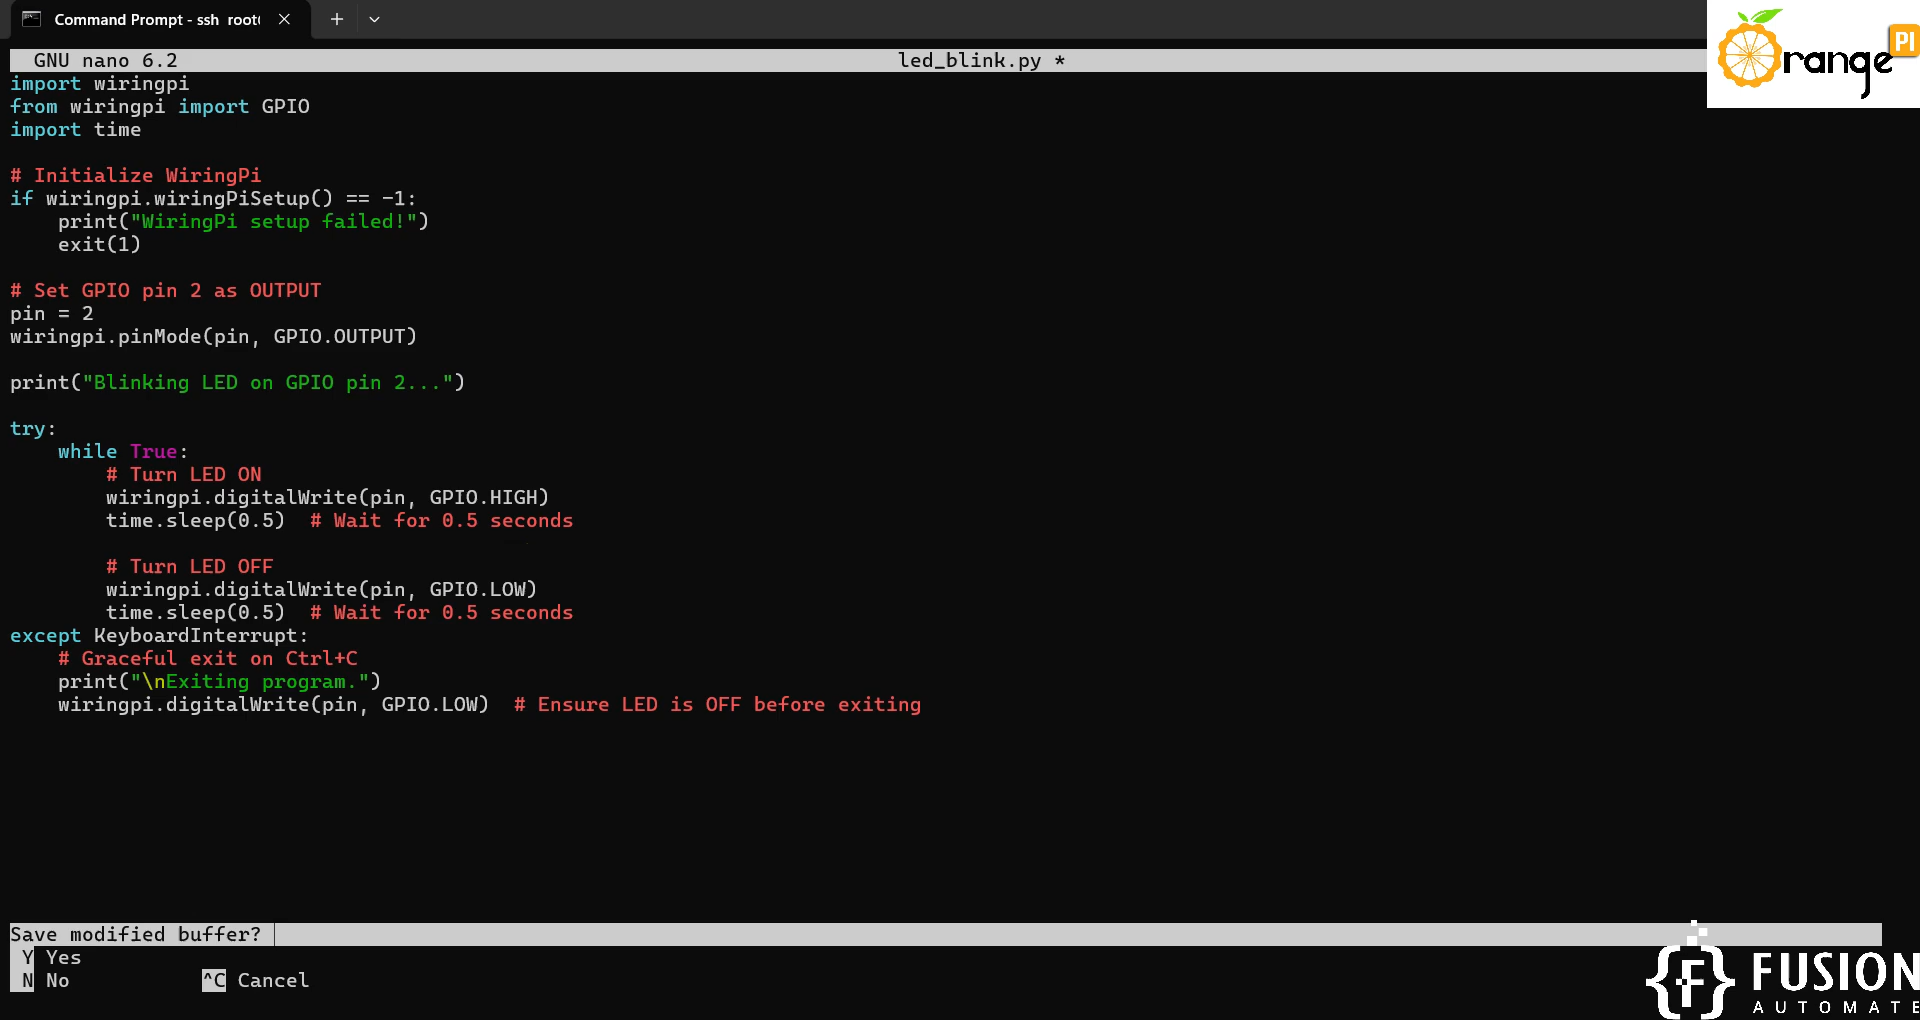 Command Prompt - ssh root(
GNU nano 6.2 led_blink.py *
import wiringpi
from wiringpi import GPIO
import time
# Initialize WiringPi
if wiringpi.wiringPiSetup() == -1:
    print("WiringPi setup failed!")
    exit(1)
# Set GPIO pin 2 as OUTPUT
pin = 2
wiringpi.pinMode(pin, GPIO.OUTPUT)
print("Blinking LED on GPIO pin 2...")
try:
    while True:
        # Turn LED ON
        wiringpi.digitalWrite(pin, GPIO.HIGH)
        time.sleep(0.5)  # Wait for 0.5 seconds
        # Turn LED OFF
        wiringpi.digitalWrite(pin, GPIO.LOW)
        time.sleep(0.5)  # Wait for 0.5 seconds
except KeyboardInterrupt:
    # Graceful exit on Ctrl+C
    print("\nExiting program.")
    wiringpi.digitalWrite(pin, GPIO.LOW)  # Ensure LED is OFF before exiting
Save modified buffer?
Y Yes
N No ^C Cancel
range PI
{F} FUSION
AUTOMATE